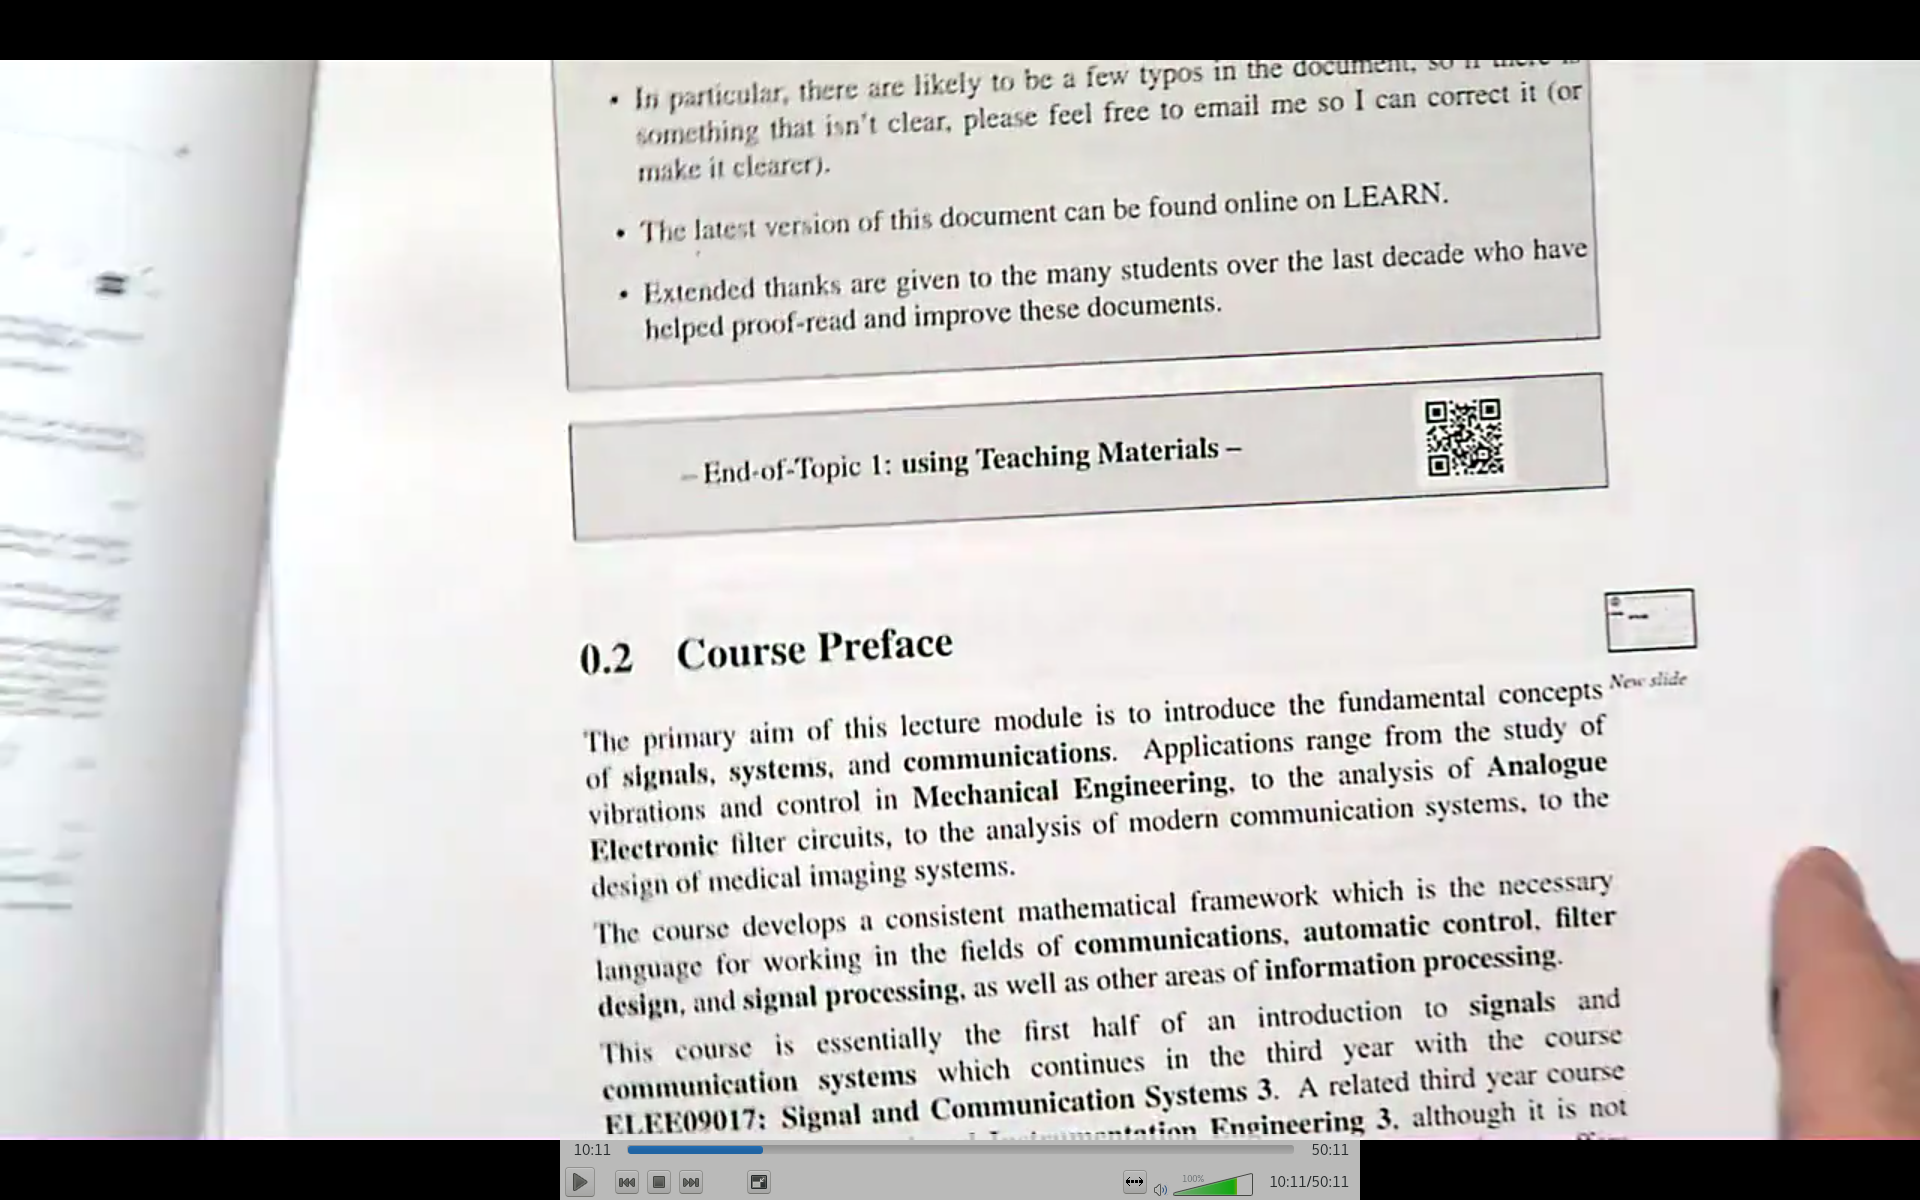 • In particular, there are likely to be a few typos in the document, so if there is
something that isn't clear, please feel free to email me so I can correct it (or
make it clearer).
• The latest version of this document can be found online on LEARN.
• Extended thanks are given to the many students over the last decade who have
helped proof-read and improve these documents.
– End-of-Topic 1: using Teaching Materials –
0.2 Course Preface
New slide
The primary aim of this lecture module is to introduce the fundamental concepts
of signals, systems, and communications. Applications range from the study of
vibrations and control in Mechanical Engineering, to the analysis of Analogue
Electronic filter circuits, to the analysis of modern communication systems, to the
design of medical imaging systems.
The course develops a consistent mathematical framework which is the necessary
language for working in the fields of communications, automatic control, filter
design, and signal processing, as well as other areas of information processing.
This course is essentially the first half of an introduction to signals and
communication systems which continues in the third year with the course
ELEE09017: Signal and Communication Systems 3. A related third year course
Instrumentation Engineering 3, although it is not
10:11
50:11
100%
10:11/50:11